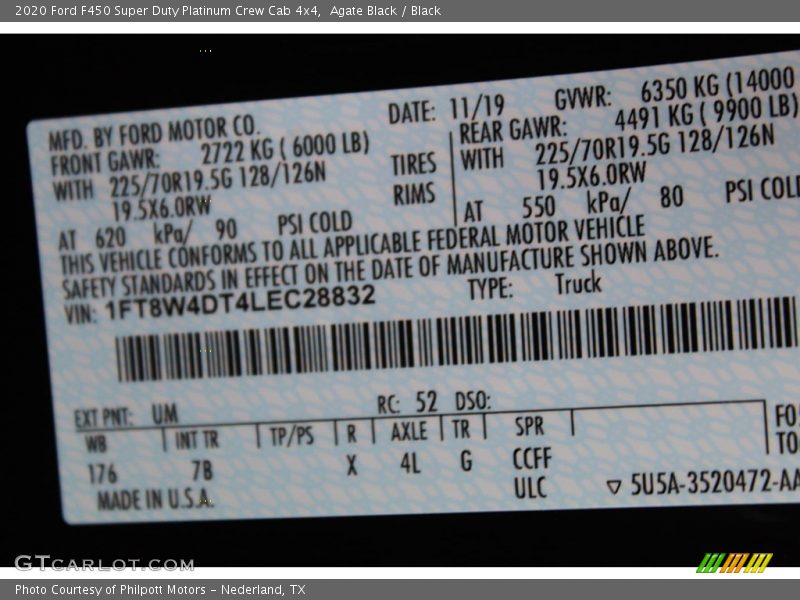 2020 Ford F450 Super Duty Platinum Crew Cab 4x4,  Agate Black / Black
MFD. BY FORD MOTOR CO.
DATE: 11/19
GVWR: 6350 KG (14000
FRONT GAWR: 2722 KG ( 6000 LB)
REAR GAWR: 4491 KG ( 9900 LB)
WITH 225/70R19.5G 128/126N
TIRES
WITH 225/70R19.5G 128/126N
19.5X6.0RW
RIMS
19.5X6.0RW
AT 620 kPa/ 90 PSI COLD
AT 550 kPa/ 80 PSI COLD
THIS VEHICLE CONFORMS TO ALL APPLICABLE FEDERAL MOTOR VEHICLE
SAFETY STANDARDS IN EFFECT ON THE DATE OF MANUFACTURE SHOWN ABOVE.
VIN: 1FT8W4DT4LEC28832
TYPE: Truck
EXT PNT: UM
RC: 52 DSO:
WB INT TR TP/PS R AXLE TR SPR
176 7B X 4L G CCFF
ULC
MADE IN U.S.A.
5U5A-3520472-AA
GTCARLOT.COM
Photo Courtesy of Philpott Motors - Nederland, TX